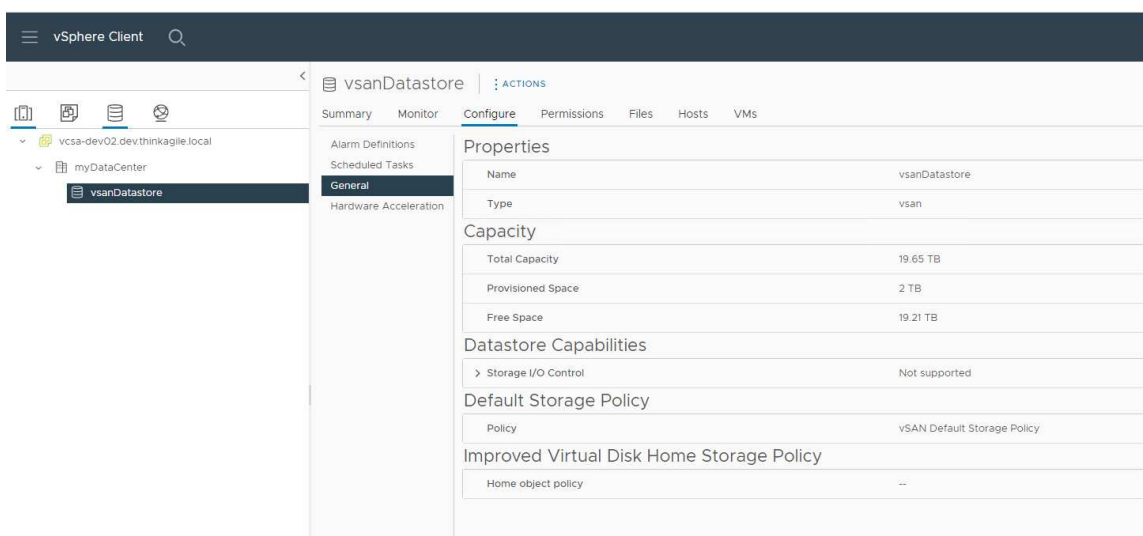 vSphere Client
vsanDatastore
ACTIONS
Summary Monitor Configure Permissions Files Hosts VMs
vcsa-dev02.dev.thinkagile.local
myDataCenter
vsanDatastore
Alarm Definitions
Scheduled Tasks
General
Hardware Acceleration
Properties
Name vsanDatastore
Type vsan
Capacity
Total Capacity 19.65 TB
Provisioned Space 2 TB
Free Space 19.21 TB
Datastore Capabilities
Storage I/O Control Not supported
Default Storage Policy
Policy vSAN Default Storage Policy
Improved Virtual Disk Home Storage Policy
Home object policy --